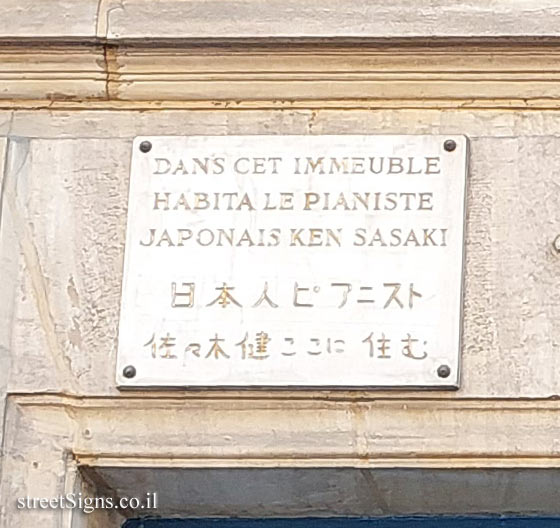 DANS CET IMMEUBLE
HABITA LE PIANISTE
JAPONAIS KEN SASAKI
日本人ピアニスト
佐々木健ここに住む
streetSigns.co.il